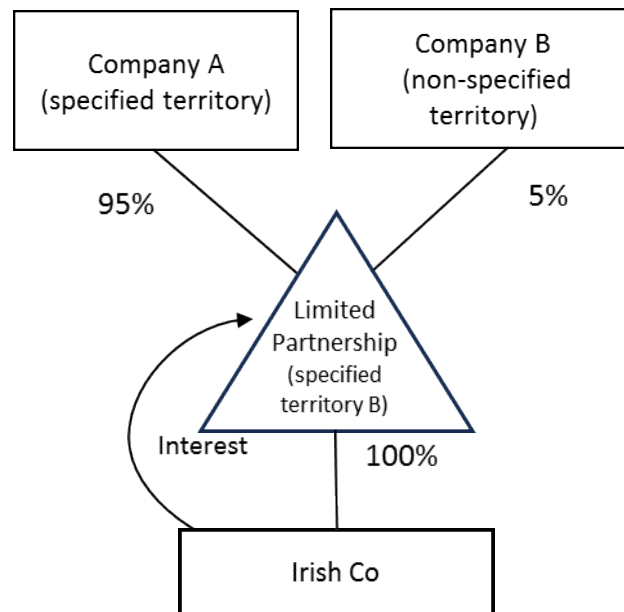 Company A
(specified territory)
Company B
(non-specified
territory)
95%
5%
Limited
Partnership
(specified
territory B)
Interest
100%
Irish Co